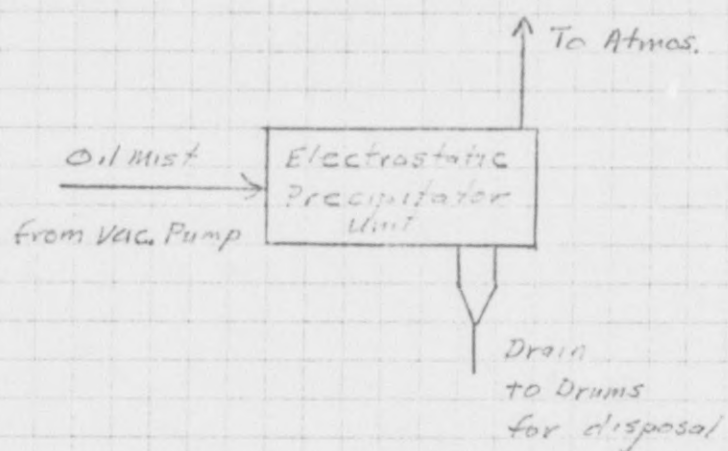 To Atmos.
Oil Mist
from Vac. Pump
Electrostatic
Precipitator
Unit
Drain
to Drums
for disposal